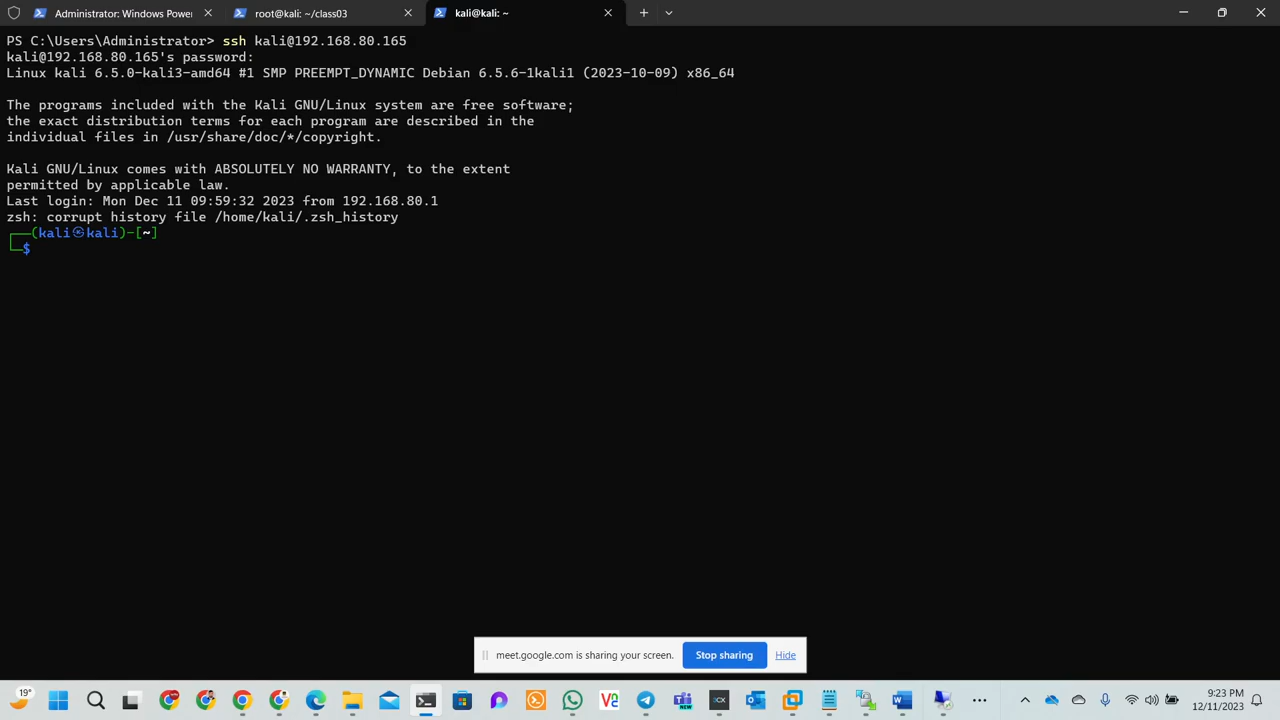 Administrator: Windows Power
root@kali: ~/class03
kali@kali: ~
PS C:\Users\Administrator> ssh kali@192.168.80.165
kali@192.168.80.165's password:
Linux kali 6.5.0-kali3-amd64 #1 SMP PREEMPT_DYNAMIC Debian 6.5.6-1kali1 (2023-10-09) x86_64
The programs included with the Kali GNU/Linux system are free software;
the exact distribution terms for each program are described in the
individual files in /usr/share/doc/*/copyright.
Kali GNU/Linux comes with ABSOLUTELY NO WARRANTY, to the extent
permitted by applicable law.
Last login: Mon Dec 11 09:59:32 2023 from 192.168.80.1
zsh: corrupt history file /home/kali/.zsh_history
┌──(kali㉿kali)-[~]
└─$
meet.google.com is sharing your screen. Stop sharing Hide
19°
NEW
9:23 PM
12/11/2023